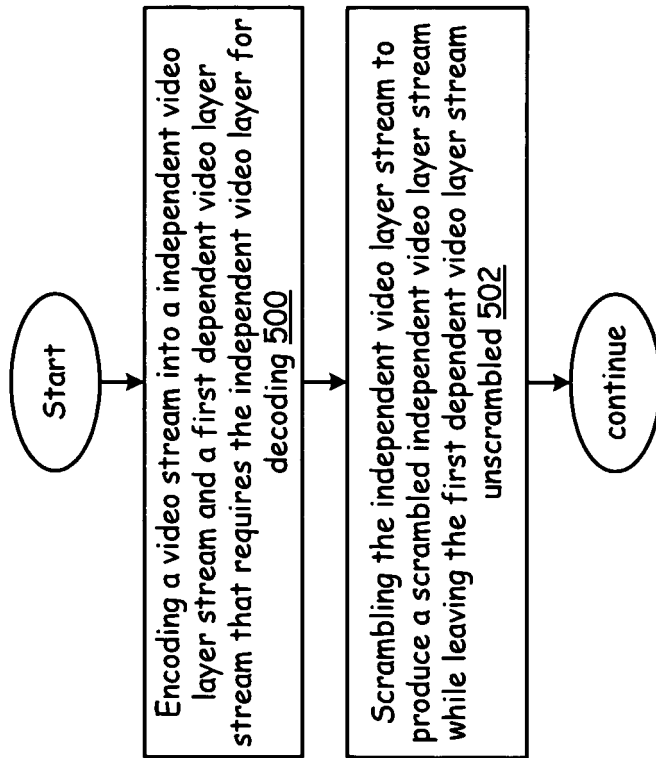 Start
Encoding a video stream into a independent video
layer stream and a first dependent video layer
stream that requires the independent video layer for
decoding 500
Scrambling the independent video layer stream to
produce a scrambled independent video layer stream
while leaving the first dependent video layer stream
unscrambled 502
continue